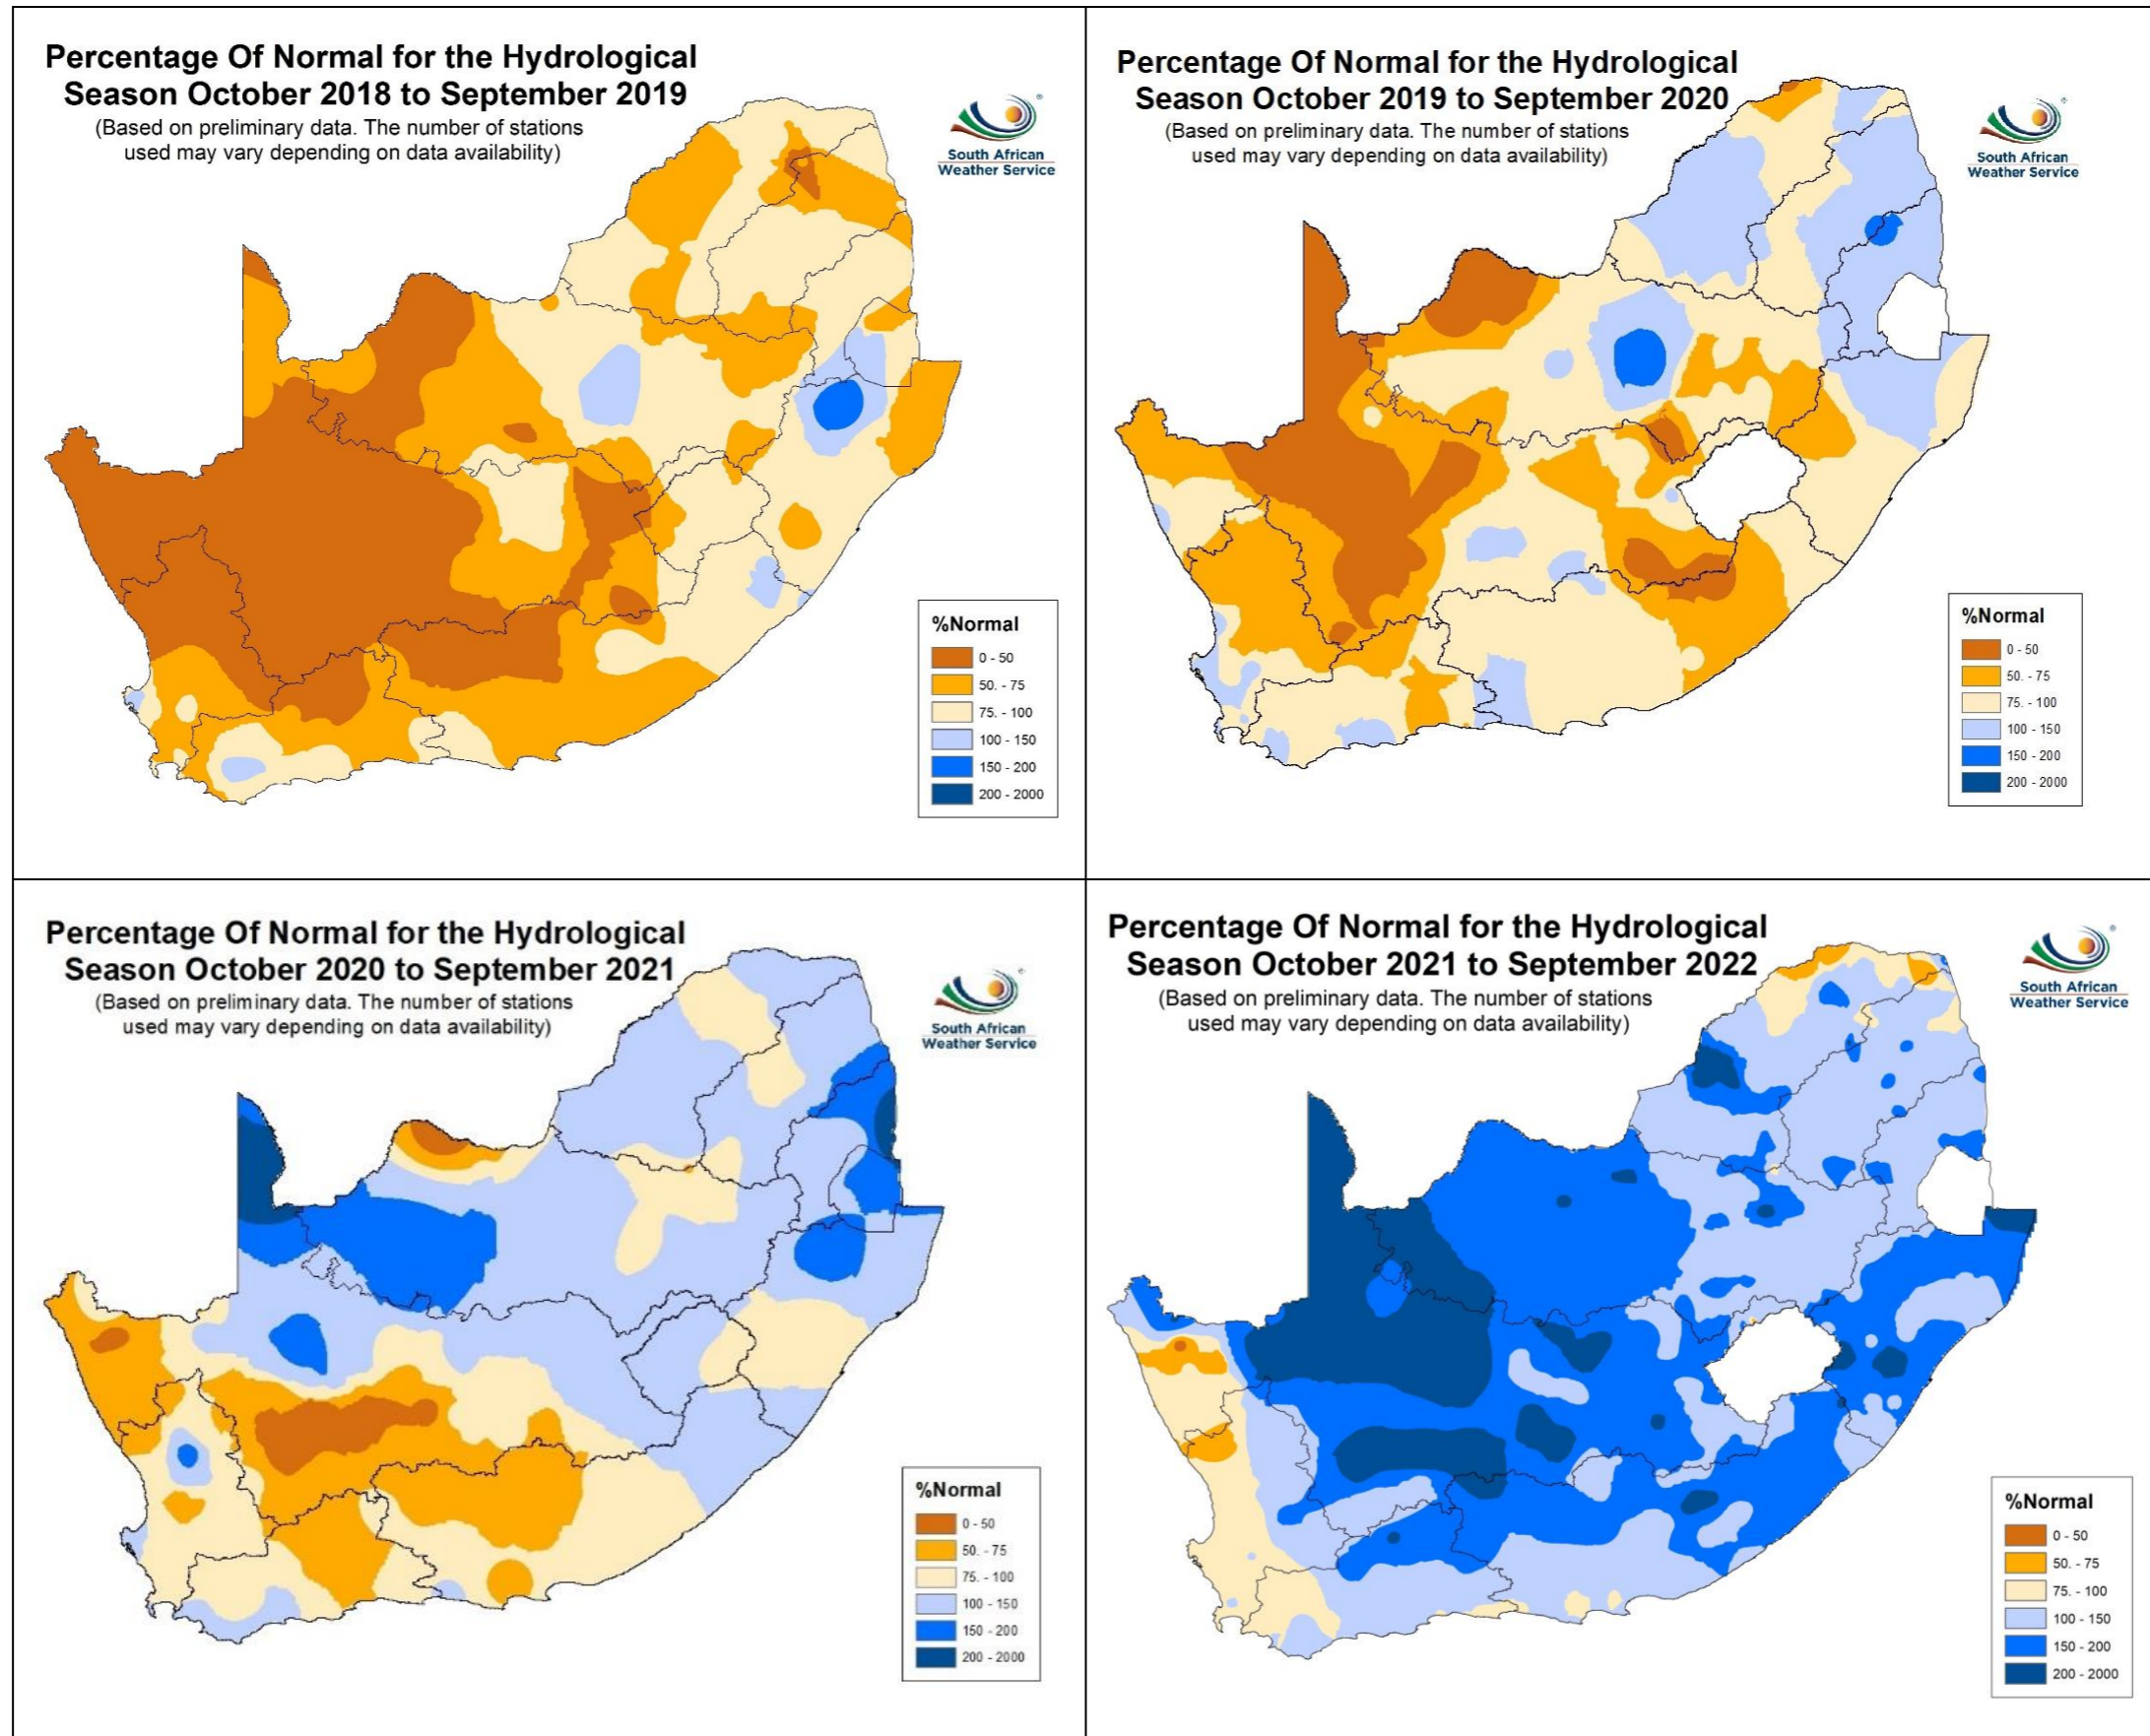 Percentage Of Normal for the Hydrological
Season October 2018 to September 2019
(Based on preliminary data. The number of stations
used may vary depending on data availability)
®
South African
Weather Service
%Normal
0 - 50
50. - 75
75. - 100
100 - 150
150 - 200
200 - 2000
Percentage Of Normal for the Hydrological
Season October 2019 to September 2020
(Based on preliminary data. The number of stations
used may vary depending on data availability)
®
South African
Weather Service
%Normal
0 - 50
50. - 75
75. - 100
100 - 150
150 - 200
200 - 2000
Percentage Of Normal for the Hydrological
Season October 2020 to September 2021
(Based on preliminary data. The number of stations
used may vary depending on data availability)
®
South African
Weather Service
%Normal
0 - 50
50. - 75
75. - 100
100 - 150
150 - 200
200 - 2000
Percentage Of Normal for the Hydrological
Season October 2021 to September 2022
(Based on preliminary data. The number of stations
used may vary depending on data availability)
®
South African
Weather Service
%Normal
0 - 50
50. - 75
75. - 100
100 - 150
150 - 200
200 - 2000